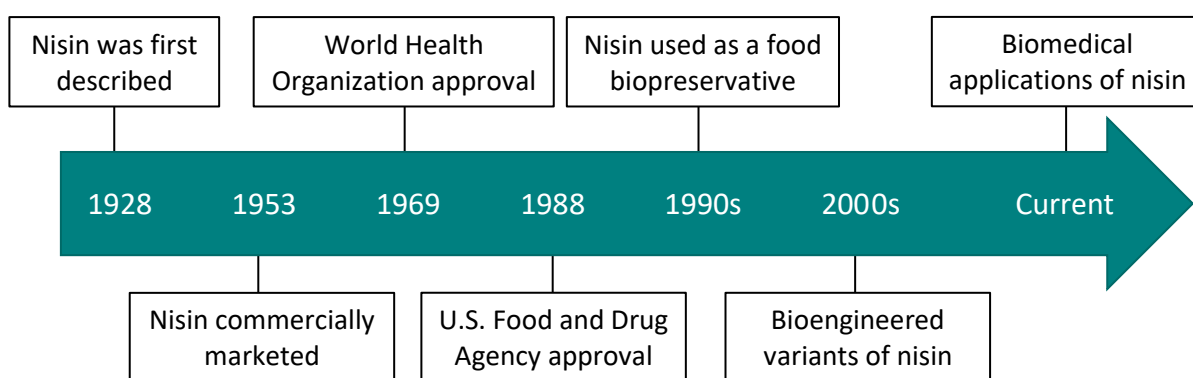 Nisin was first
described
World Health
Organization approval
Nisin used as a food
biopreservative
Biomedical
applications of nisin
1928
1953
1969
1988
1990s
2000s
Current
Nisin commercially
marketed
U.S. Food and Drug
Agency approval
Bioengineered
variants of nisin